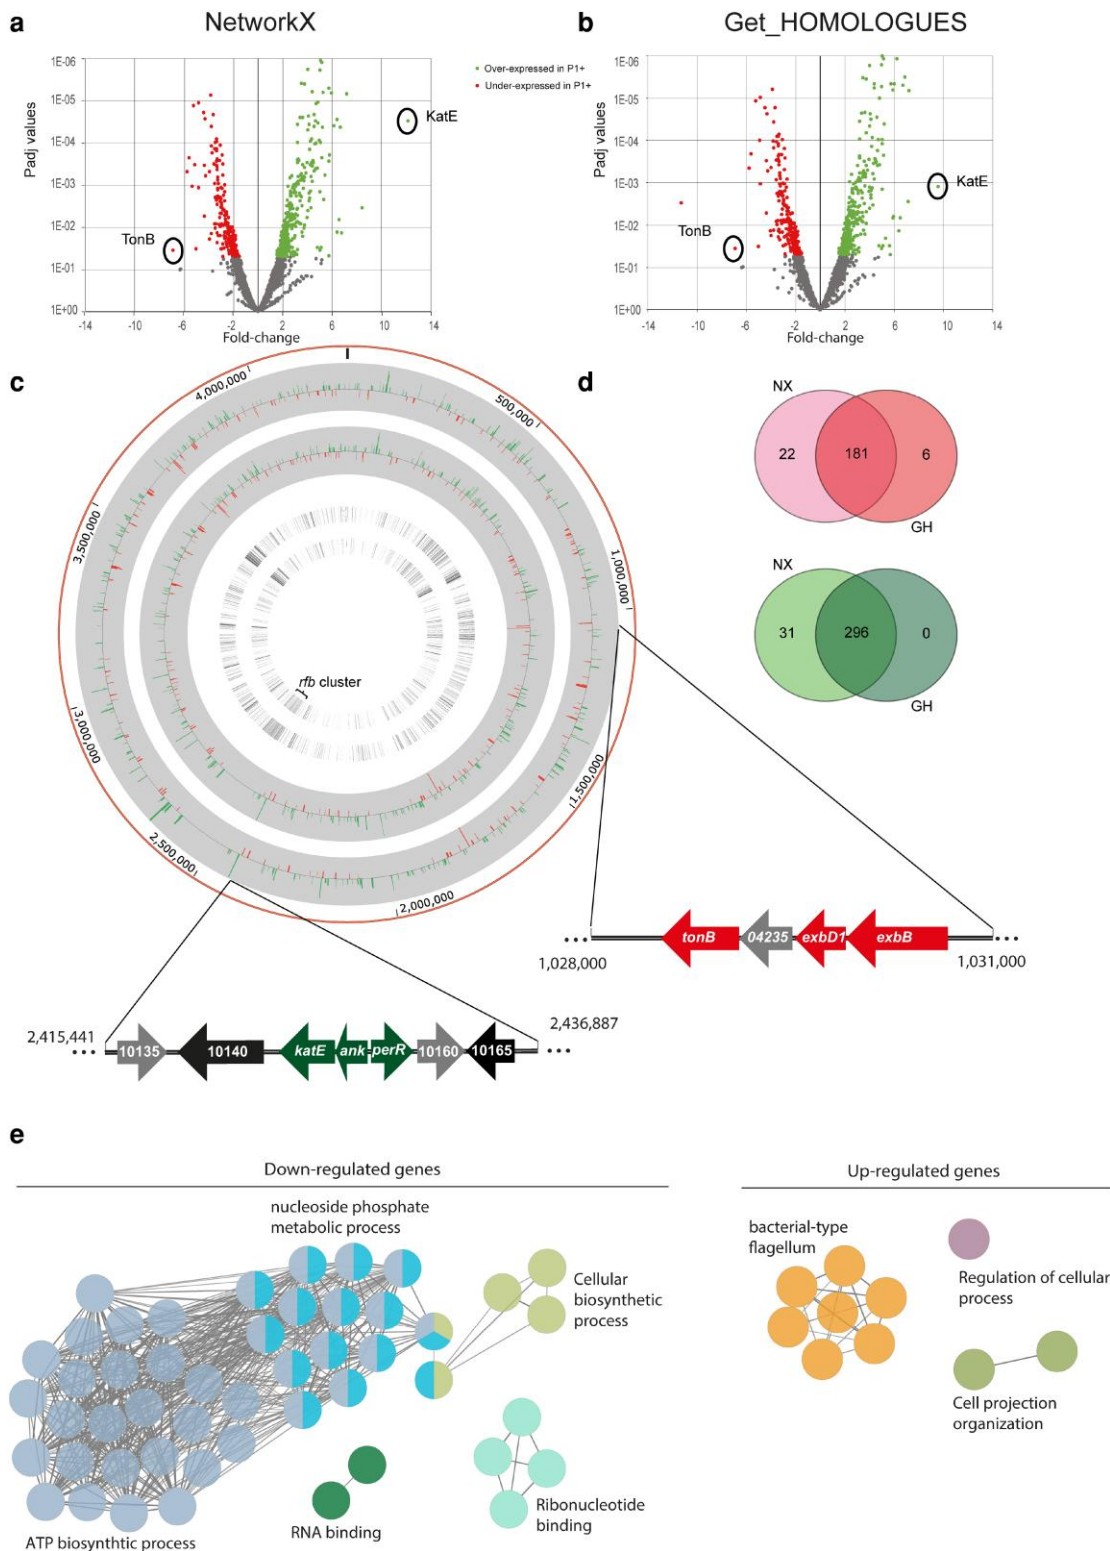 a
NetworkX
b
Get_HOMOLOGUES
1E-06
1E-05
1E-04
1E-03
1E-02
1E-01
1E+00
Padj values
-14
-10
-6
-2
2
6
10
14
Fold-change
TonB
KatE
Over-expressed in P1+
Under-expressed in P1+
1E-06
1E-05
1E-04
1E-03
1E-02
1E-01
1E+00
Padj values
-14
-10
-6
-2
2
6
10
14
Fold-change
TonB
KatE
c
500,000
1,000,000
1,500,000
2,000,000
2,500,000
3,000,000
3,500,000
4,000,000
rfb cluster
d
NX
22
181
6
GH
NX
31
296
0
GH
tonB
04235
exbD1
exbB
1,028,000
1,031,000
2,415,441
2,436,887
10135
10140
katE
ank
perR
10160
10165
e
Down-regulated genes
Up-regulated genes
nucleoside phosphate
metabolic process
Cellular
biosynthetic
process
RNA binding
Ribonucleotide
binding
ATP biosynthtic process
bacterial-type
flagellum
Regulation of cellular
process
Cell projection
organization